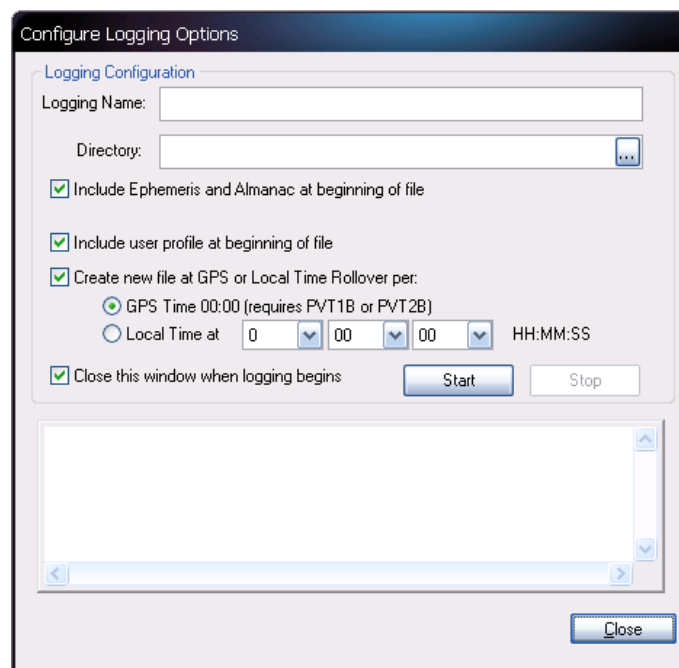 Configure Logging Options
Logging Configuration
Logging Name:
Directory:
...
Include Ephemeris and Almanac at beginning of file
Include user profile at beginning of file
Create new file at GPS or Local Time Rollover per:
GPS Time 00:00 (requires PVT1B or PVT2B)
Local Time at 0 00 00 HH:MM:SS
Close this window when logging begins Start Stop
Close